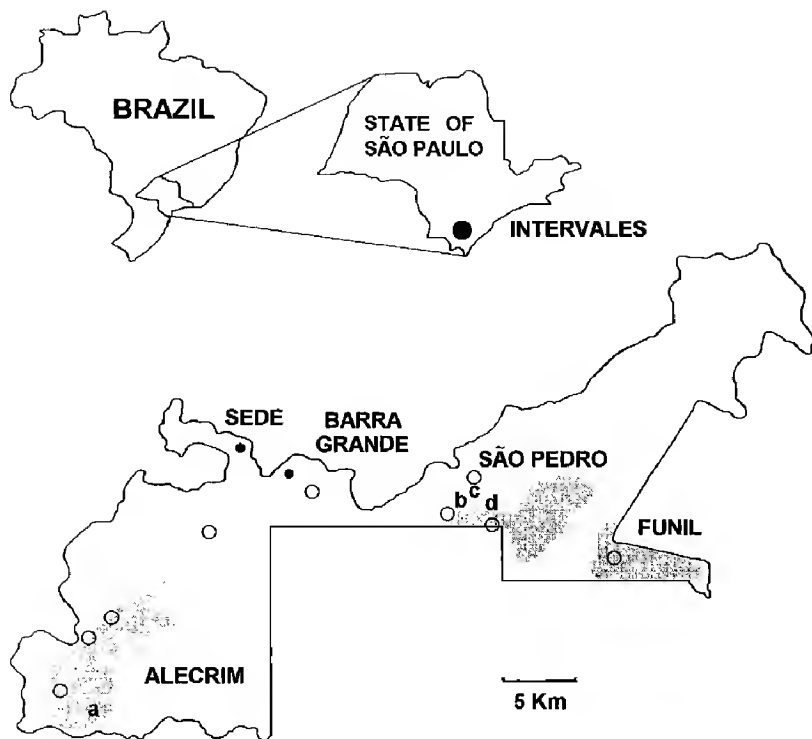 BRAZIL
STATE OF
SÃO PAULO
INTERVALES
SEDE
BARRA
GRANDE
SÃO PEDRO
b
c
d
FUNIL
ALECRIM
a
5 Km